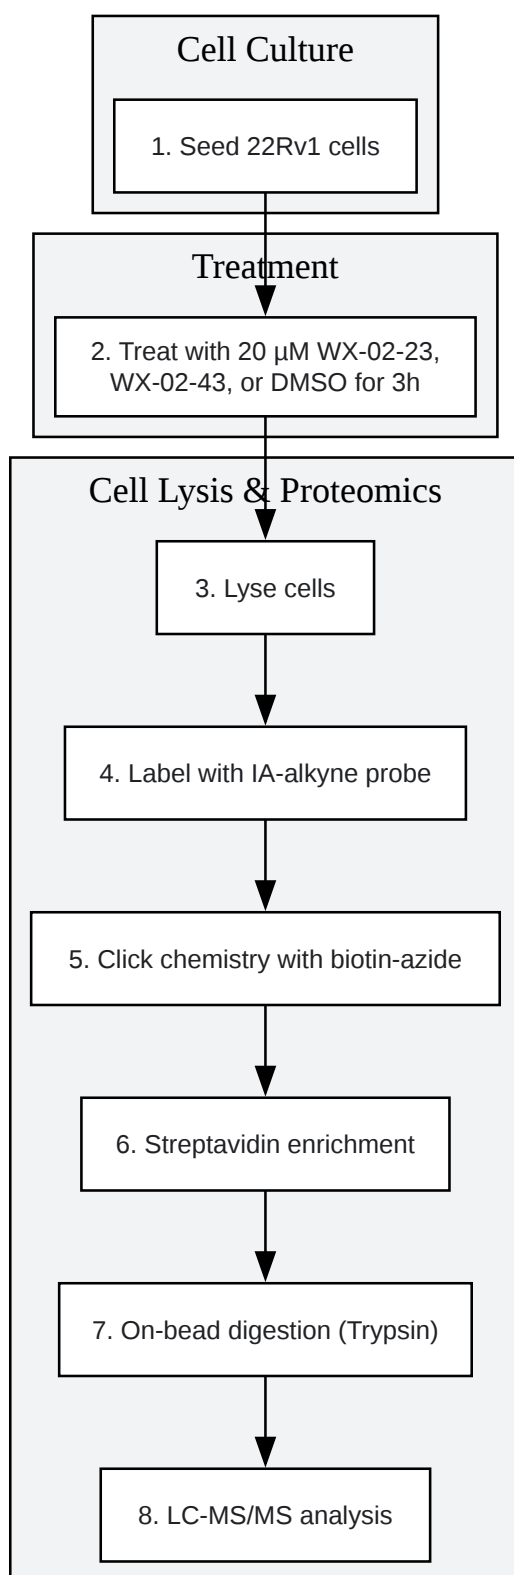 Cell Culture
1. Seed 22Rv1 cells
Treatment
2. Treat with 20 µM WX-02-23,
WX-02-43, or DMSO for 3h
Cell Lysis & Proteomics
3. Lyse cells
4. Label with IA-alkyne probe
5. Click chemistry with biotin-azide
6. Streptavidin enrichment
7. On-bead digestion (Trypsin)
8. LC-MS/MS analysis